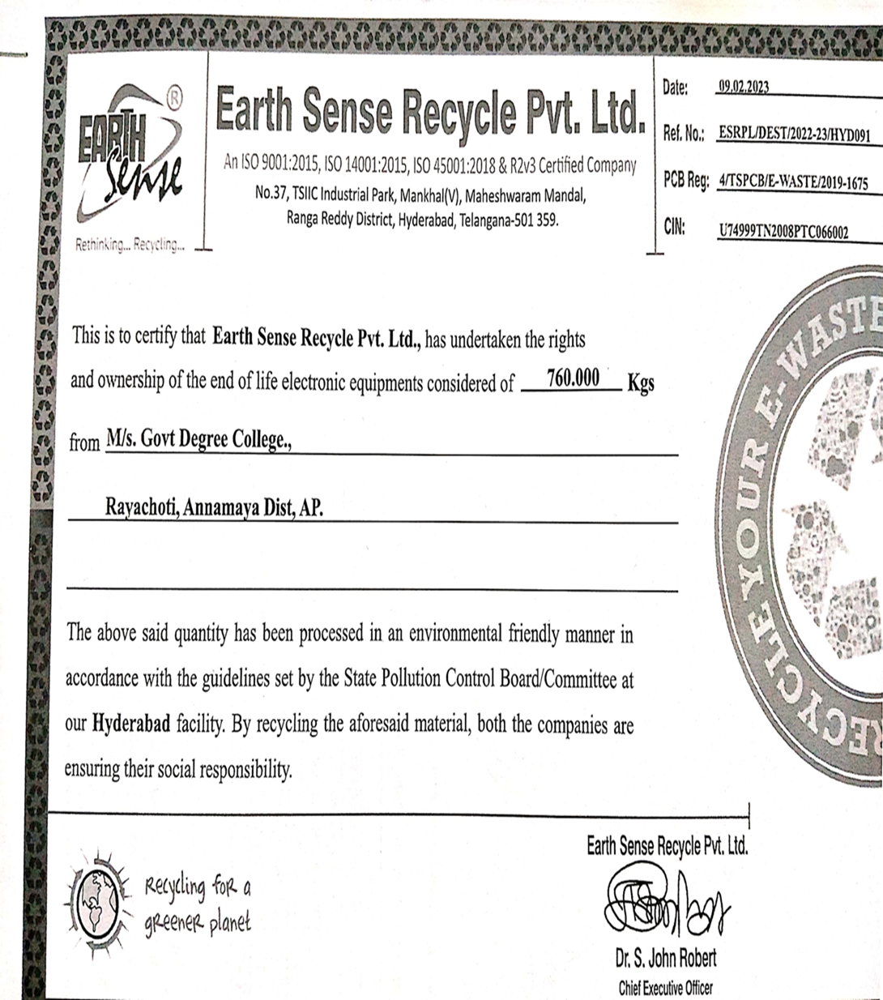 EARTH
Sense
®
Rethinking... Recycling...
Earth Sense Recycle Pvt. Ltd.
An ISO 9001:2015, ISO 14001:2015, ISO 45001:2018 & R2v3 Certified Company
No.37, TSIIC Industrial Park, Mankhal(V), Maheshwaram Mandal,
Ranga Reddy District, Hyderabad, Telangana-501 359.
Date: 09.02.2023
Ref. No.: ESRPL/DEST/2022-23/HYD091
PCB Reg: 4/TSPCB/E-WASTE/2019-1675
CIN: U74999TN2008PTC066002
This is to certify that Earth Sense Recycle Pvt. Ltd., has undertaken the rights
and ownership of the end of life electronic equipments considered of 760.000 Kgs
from M/s. Govt Degree College.,
Rayachoti, Annamaya Dist, AP.
RECYCLE YOUR E-WASTE
The above said quantity has been processed in an environmental friendly manner in
accordance with the guidelines set by the State Pollution Control Board/Committee at
our Hyderabad facility. By recycling the aforesaid material, both the companies are
ensuring their social responsibility.
Recycling for a
greener planet
Earth Sense Recycle Pvt. Ltd.
Dr. S. John Robert
Chief Executive Officer